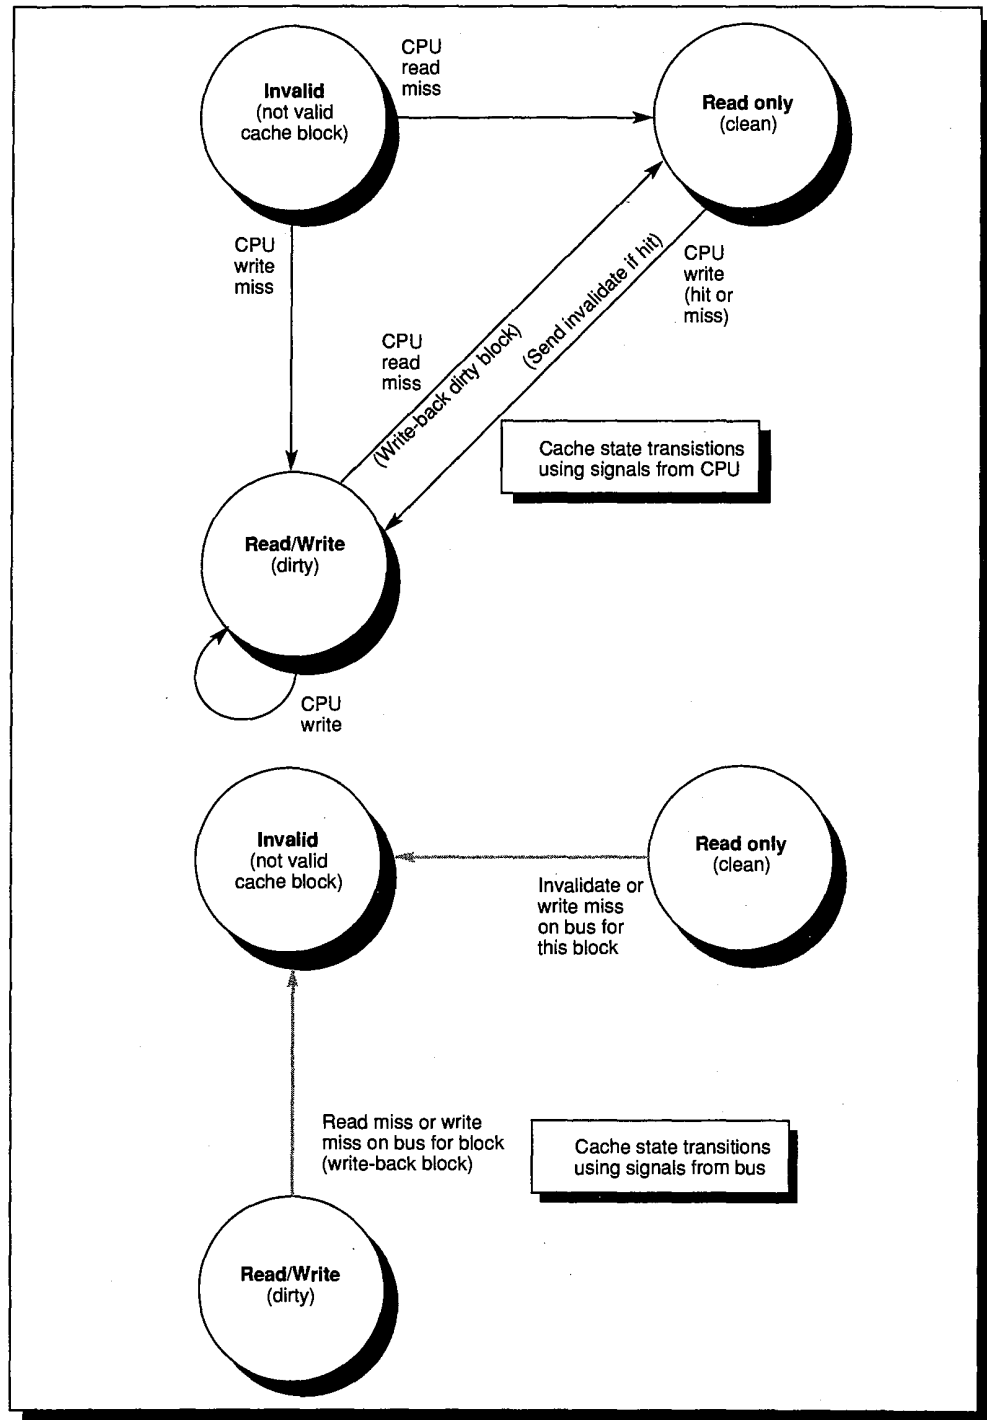 CPU
read
miss
Invalid
(not valid
cache block)
Read only
(clean)
CPU
write
miss
CPU
write
(hit or
miss)
CPU
read
miss
(Write-back dirty block)
(Send invalidate if hit)
Cache state transistions
using signals from CPU
Read/Write
(dirty)
CPU
write
Invalid
(not valid
cache block)
Read only
(clean)
Invalidate or
write miss
on bus for
this block
Read miss or write
miss on bus for block
(write-back block)
Cache state transitions
using signals from bus
Read/Write
(dirty)